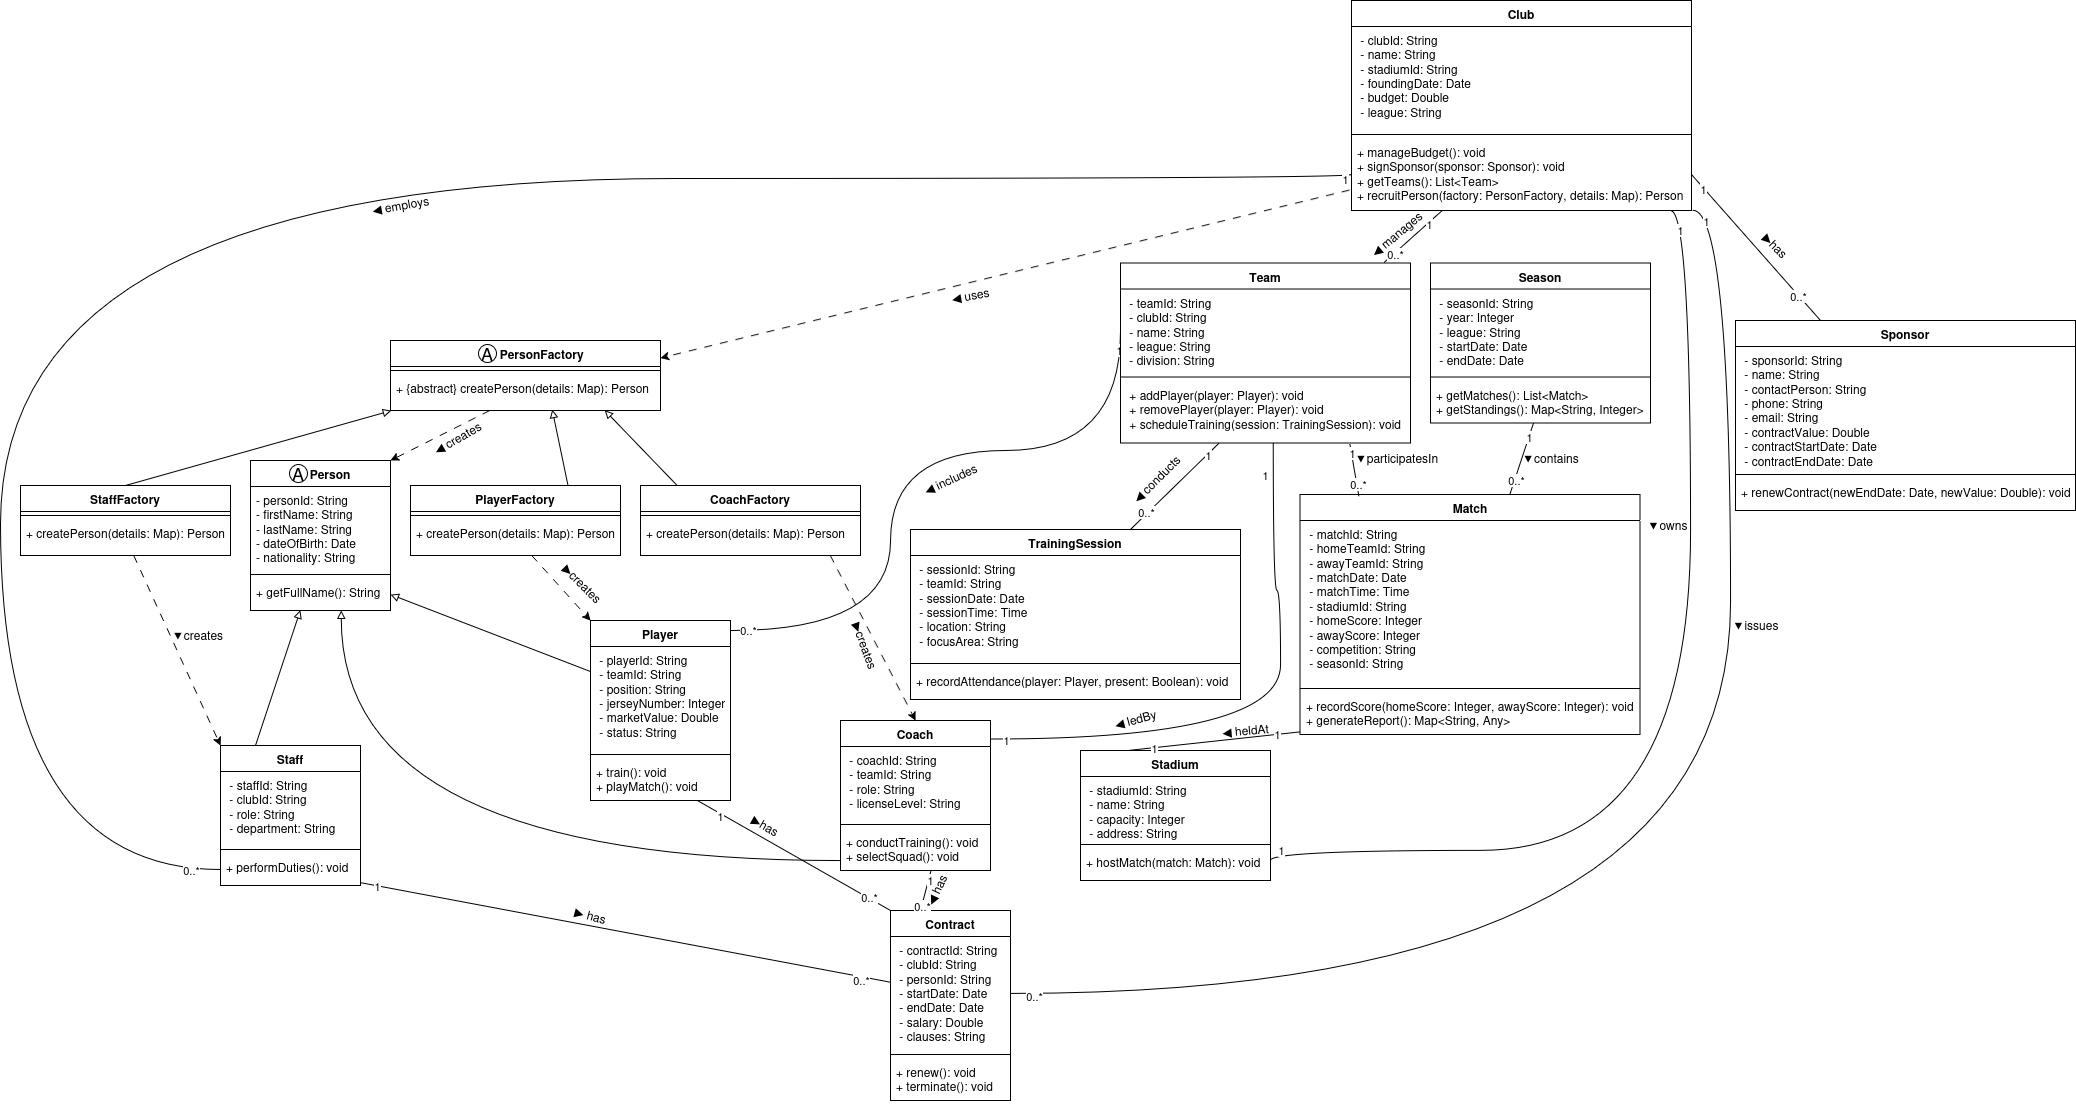 Club
- clubId: String
- name: String
- stadiumId: String
- foundingDate: Date
- budget: Double
- league: String
+ manageBudget(): void
+ signSponsor(sponsor: Sponsor): void
+ getTeams(): List<Team>
+ recruitPerson(factory: PersonFactory, details: Map): Person
1
◀ employs
1
◀ manages
0..*
1
1
1
▶ has
0..*
◀ uses
Team
- teamId: String
- clubId: String
- name: String
- league: String
- division: String
+ addPlayer(player: Player): void
+ removePlayer(player: Player): void
+ scheduleTraining(session: TrainingSession): void
Season
- seasonId: String
- year: Integer
- league: String
- startDate: Date
- endDate: Date
+ getMatches(): List<Match>
+ getStandings(): Map<String, Integer>
Sponsor
- sponsorId: String
- name: String
- contactPerson: String
- phone: String
- email: String
- contractValue: Double
- contractStartDate: Date
- contractEndDate: Date
+ renewContract(newEndDate: Date, newValue: Double): void
A PersonFactory
+ {abstract} createPerson(details: Map): Person
◀ creates
1
◀ includes
0..*
1
◀ conducts
0..*
1
1
▼ participatesIn
0..*
1
▼ contains
0..*
▼ owns
▼ issues
StaffFactory
+ createPerson(details: Map): Person
A Person
- personId: String
- firstName: String
- lastName: String
- dateOfBirth: Date
- nationality: String
+ getFullName(): String
PlayerFactory
+ createPerson(details: Map): Person
CoachFactory
+ createPerson(details: Map): Person
▼ creates
▶ creates
▶ creates
TrainingSession
- sessionId: String
- teamId: String
- sessionDate: Date
- sessionTime: Time
- location: String
- focusArea: String
+ recordAttendance(player: Player, present: Boolean): void
Match
- matchId: String
- homeTeamId: String
- awayTeamId: String
- matchDate: Date
- matchTime: Time
- stadiumId: String
- homeScore: Integer
- awayScore: Integer
- competition: String
- seasonId: String
+ recordScore(homeScore: Integer, awayScore: Integer): void
+ generateReport(): Map<String, Any>
Player
- playerId: String
- teamId: String
- position: String
- jerseyNumber: Integer
- marketValue: Double
- status: String
+ train(): void
+ playMatch(): void
◀ ledBy
1
◀ heldAt
1
1
Staff
- staffId: String
- clubId: String
- role: String
- department: String
+ performDuties(): void
0..*
Coach
- coachId: String
- teamId: String
- role: String
- licenseLevel: String
+ conductTraining(): void
+ selectSquad(): void
Stadium
- stadiumId: String
- name: String
- capacity: Integer
- address: String
+ hostMatch(match: Match): void
1
1
▶ has
0..*
1
▶ has
0..*
1
▶ has
0..*
Contract
- contractId: String
- clubId: String
- personId: String
- startDate: Date
- endDate: Date
- salary: Double
- clauses: String
+ renew(): void
+ terminate(): void
0..*